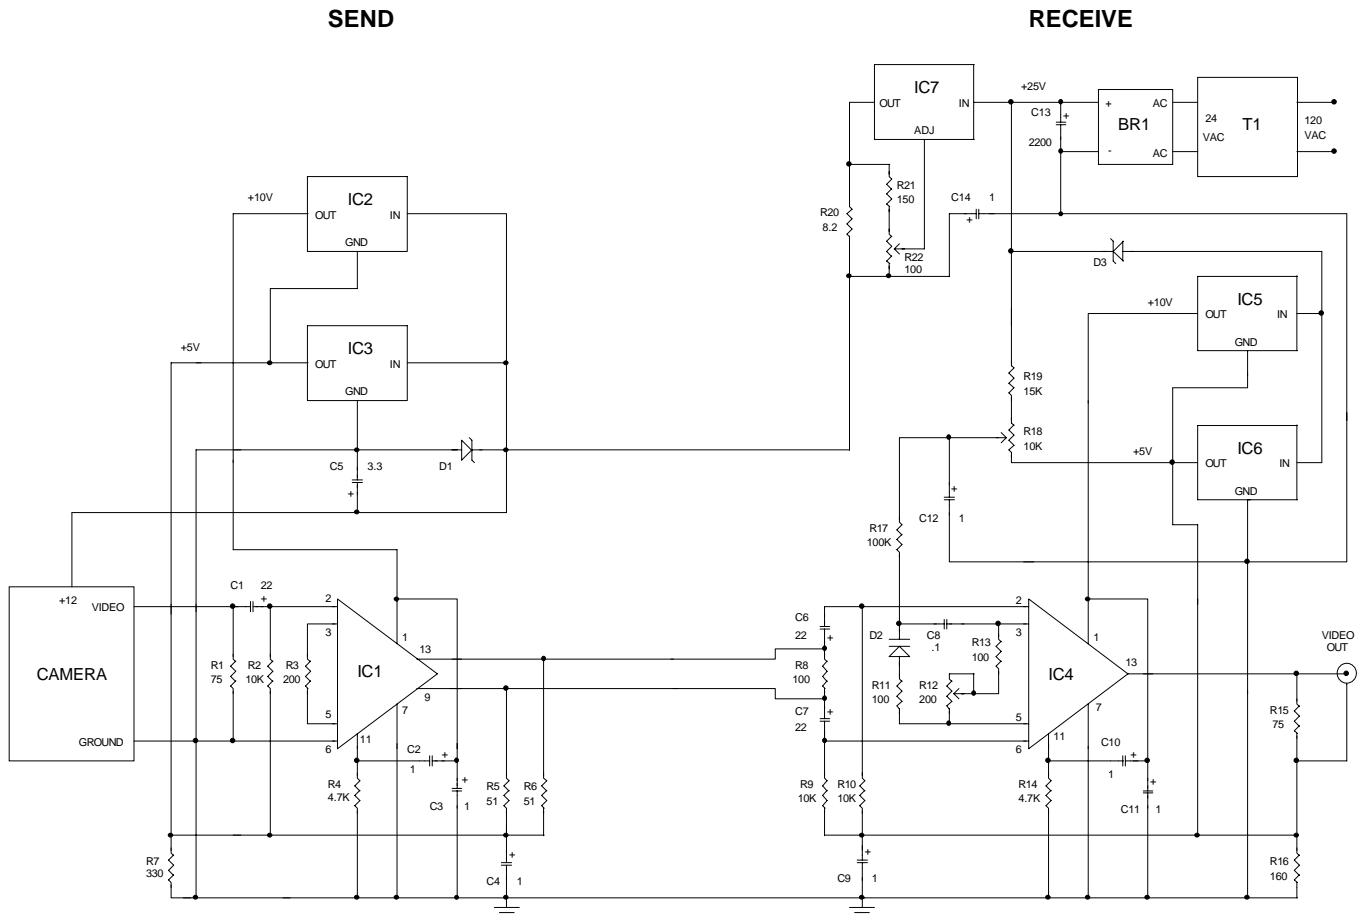 SEND
RECEIVE
IC7
OUT
IN
ADJ
+25V
C13
+
2200
+
-
BR1
AC
AC
24
VAC
T1
120
VAC
R21
150
R20
8.2
R22
100
C14
1
+
+10V
IC2
OUT
IN
GND
+5V
IC3
OUT
IN
GND
D1
C5
3.3
+
D3
+10V
IC5
OUT
IN
GND
R19
15K
R18
10K
+5V
IC6
OUT
IN
GND
C12
+
1
R17
100K
+12
VIDEO
CAMERA
GROUND
C1
22
+
R1
75
R2
10K
R3
200
2
3
5
6
IC1
1
13
9
7
11
C2
+
1
C3
+
1
R4
4.7K
R5
51
R6
51
R7
330
C4
+
1
C6
22
+
R8
100
C7
22
+
R9
10K
R10
10K
C9
+
1
D2
R11
100
C8
.1
R13
100
R12
200
2
3
5
6
IC4
1
13
7
11
C10
+
1
C11
+
1
R14
4.7K
VIDEO
OUT
R15
75
R16
160